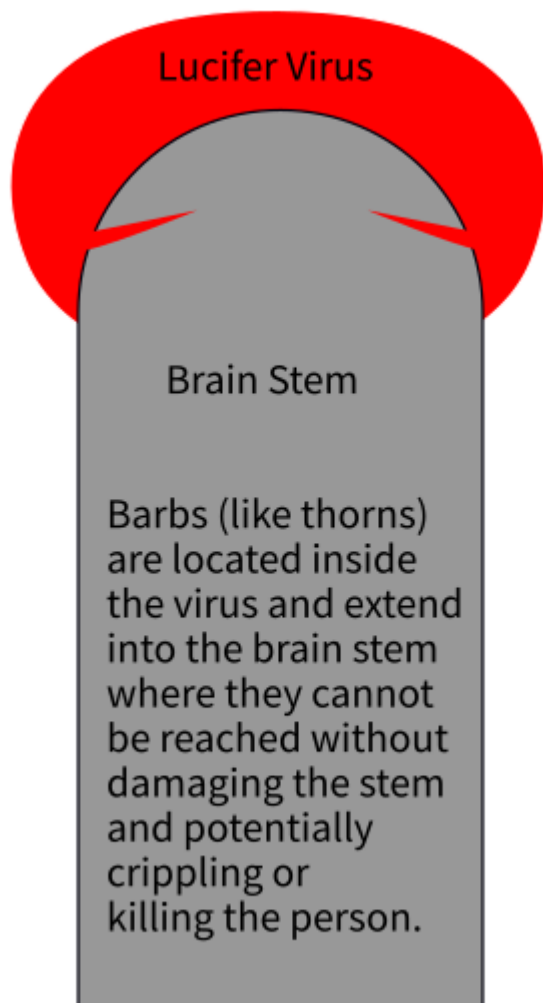 Lucifer Virus
Brain Stem
Barbs (like thorns)
are located inside
the virus and extend
into the brain stem
where they cannot
be reached without
damaging the stem
and potentially
crippling or
killing the person.